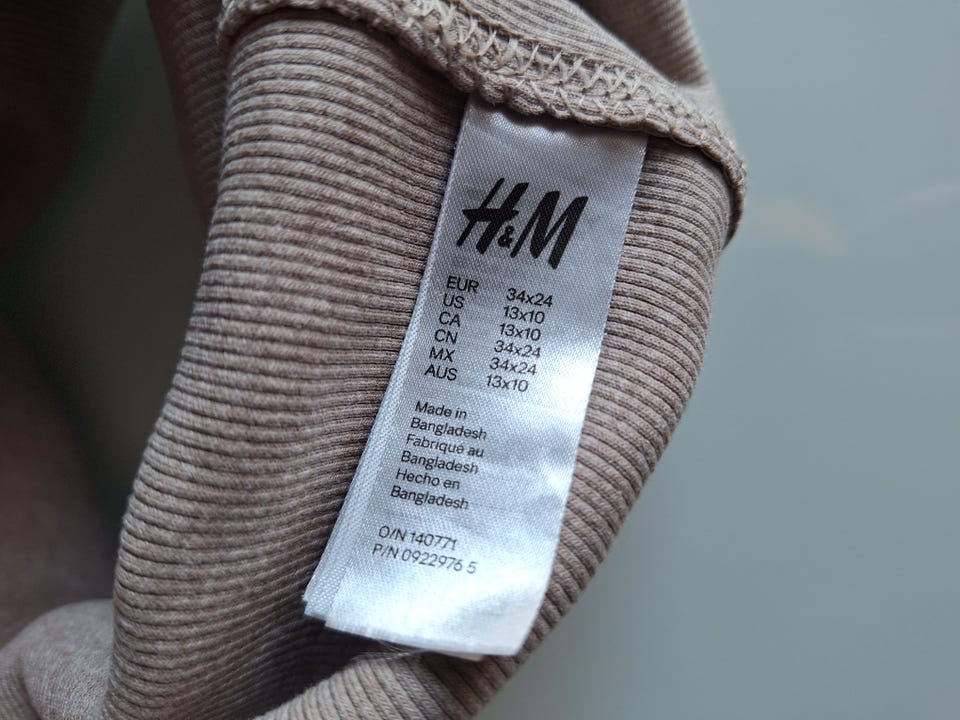 H&M
EUR 34x24
US 13x10
CA 13x10
CN 34x24
MX 34x24
AUS 13x10
Made in
Bangladesh
Fabriqué au
Bangladesh
Hecho en
Bangladesh
O/N 140771
P/N 0922976 5